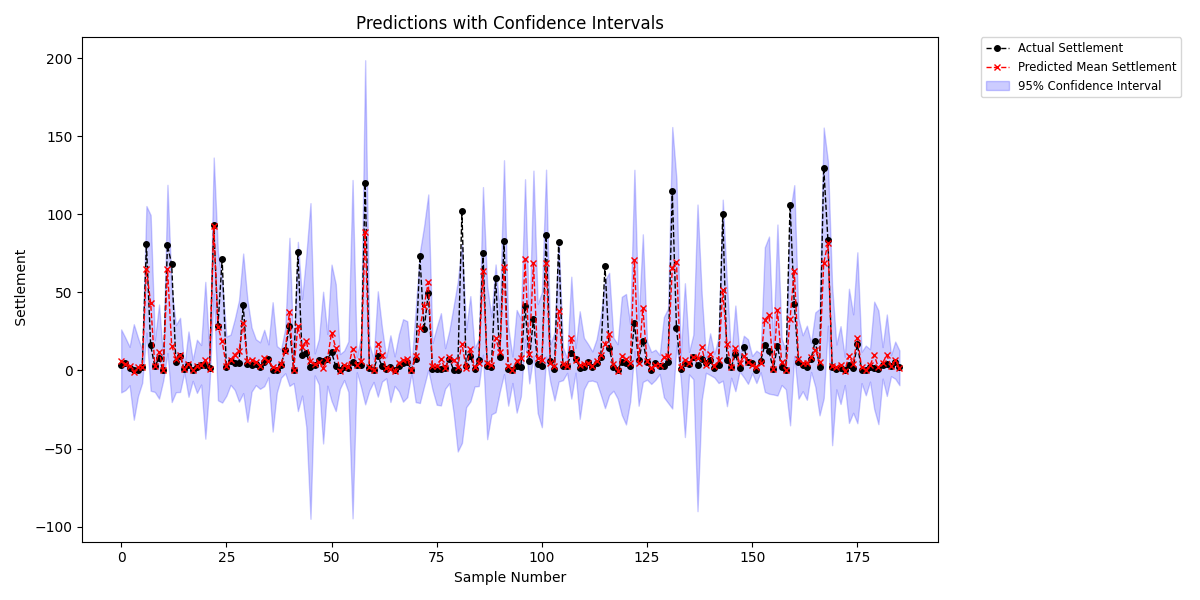 Predictions with Confidence Intervals
Actual Settlement
Predicted Mean Settlement
95% Confidence Interval
Settlement
200
150
100
50
0
−50
−100
0 25 50 75 100 125 150 175
Sample Number